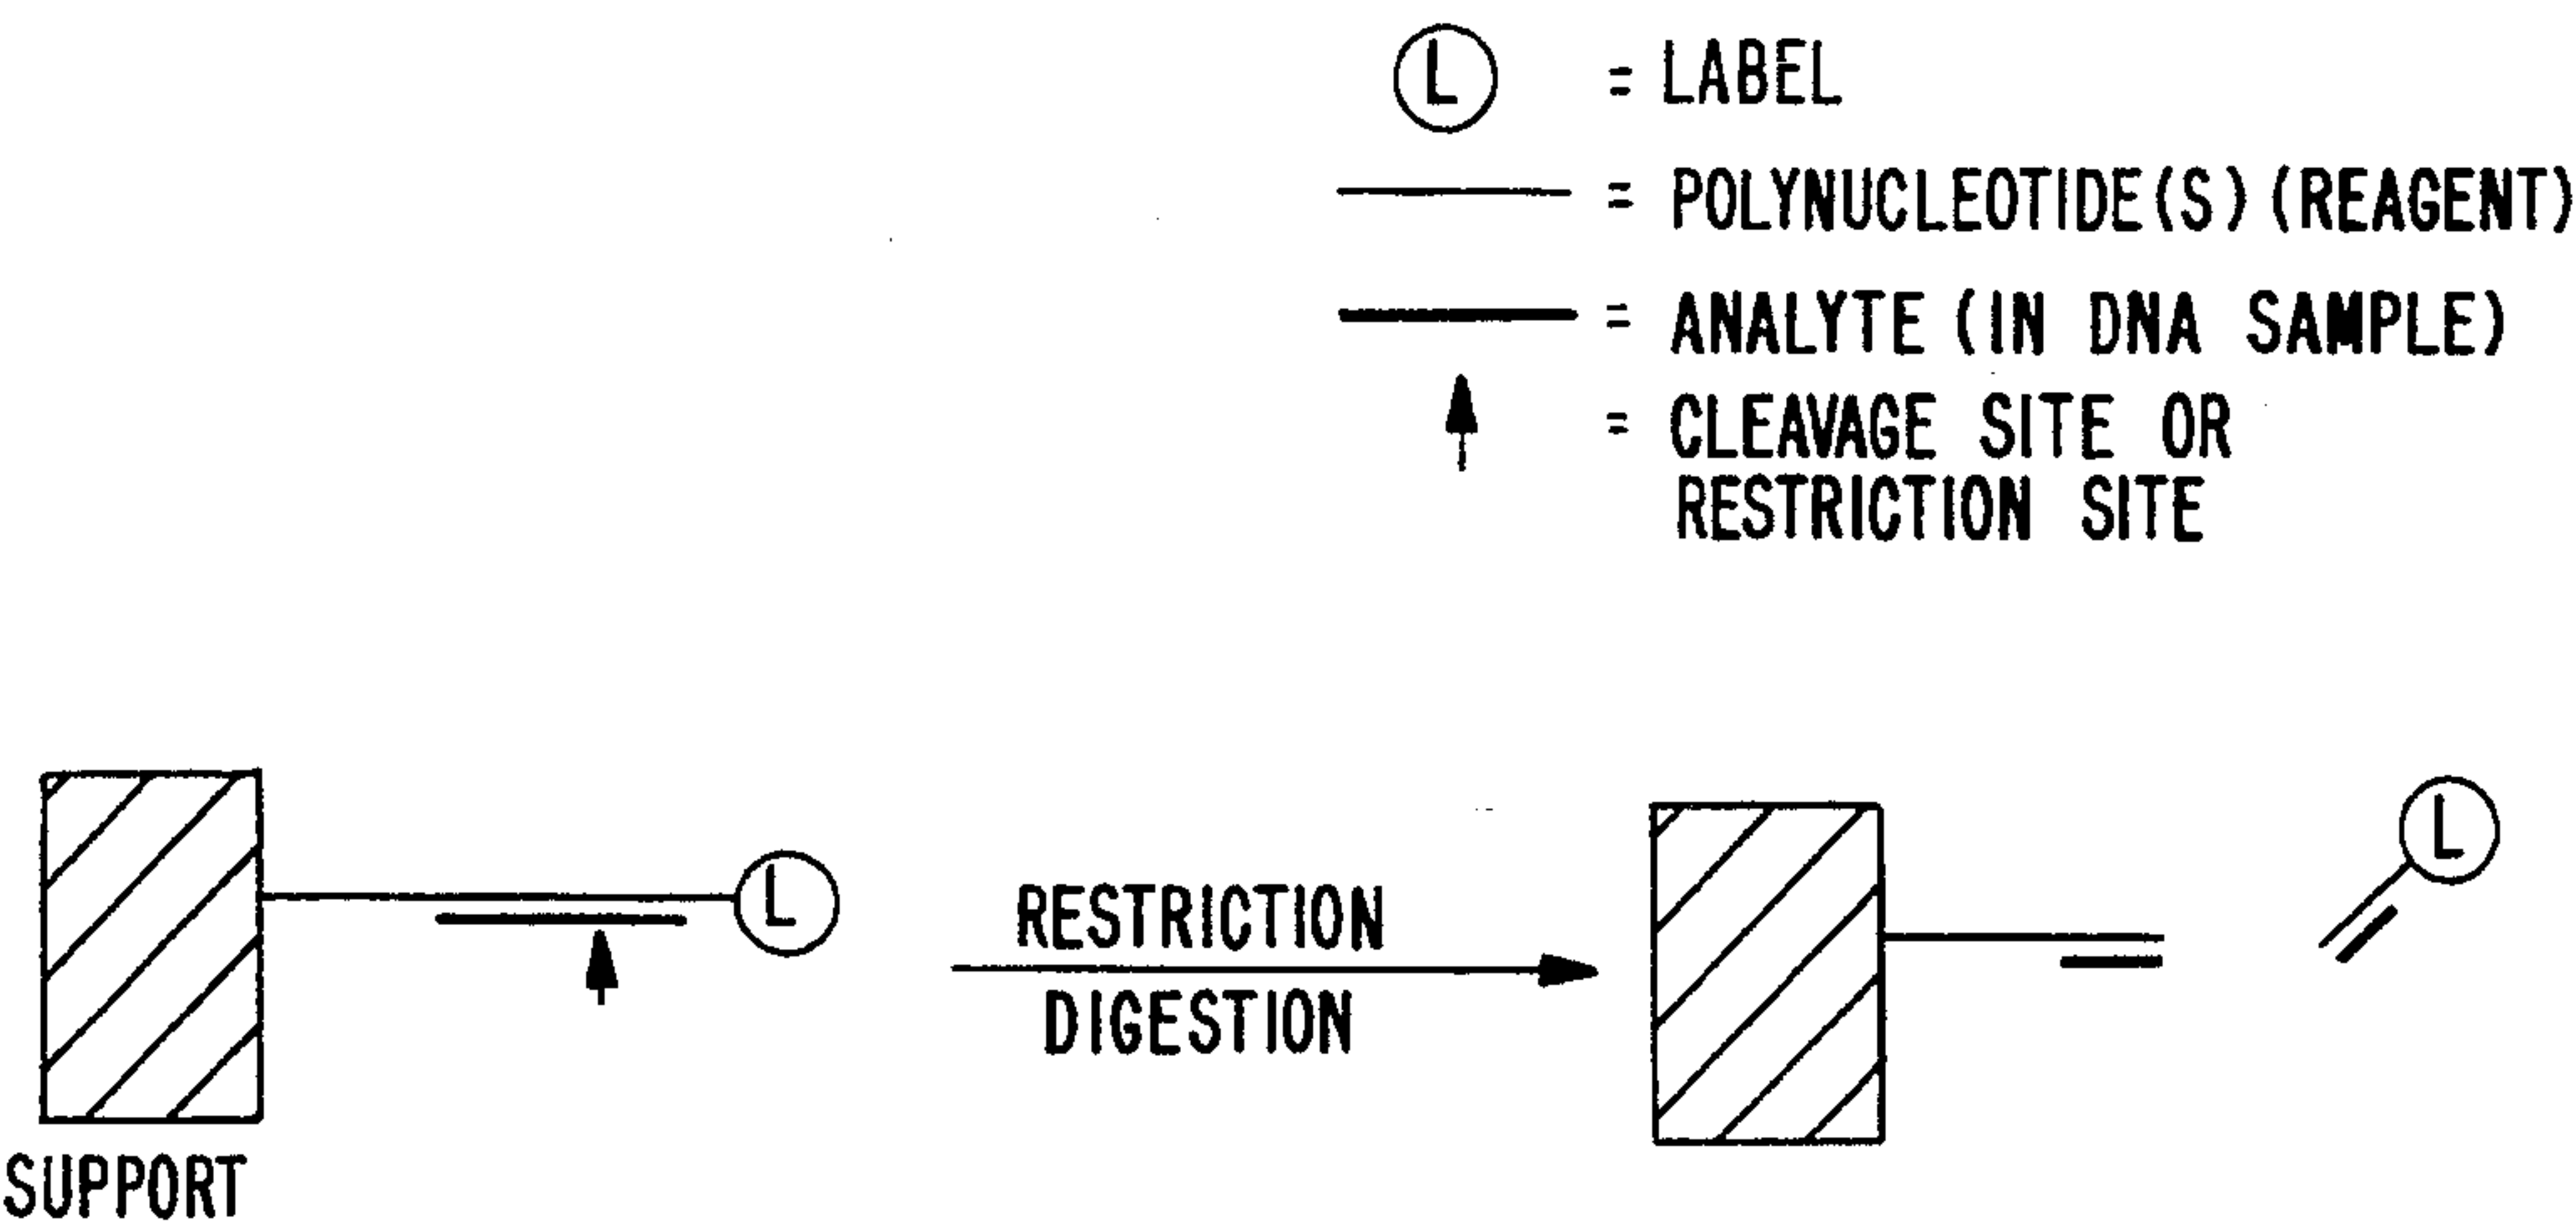 L = LABEL
= POLYNUCLEOTIDE(S) (REAGENT)
= ANALYTE (IN DNA SAMPLE)
= CLEAVAGE SITE OR
RESTRICTION SITE
L
L
RESTRICTION
DIGESTION
SUPPORT